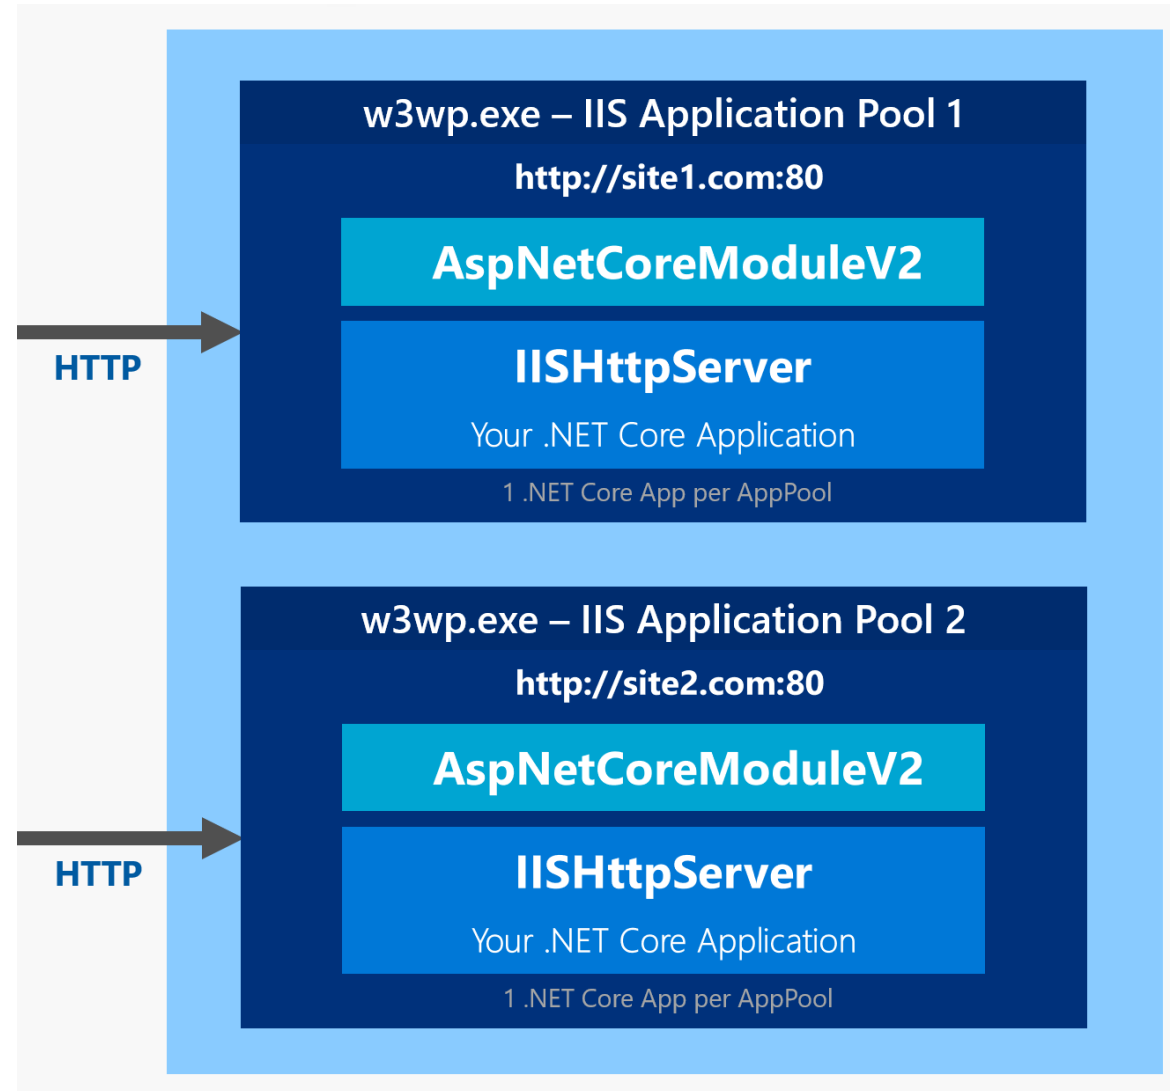 w3wp.exe – IIS Application Pool 1
http://site1.com:80
AspNetCoreModuleV2
HTTP
IISHttpServer
Your .NET Core Application
1 .NET Core App per AppPool
w3wp.exe – IIS Application Pool 2
http://site2.com:80
AspNetCoreModuleV2
HTTP
IISHttpServer
Your .NET Core Application
1 .NET Core App per AppPool